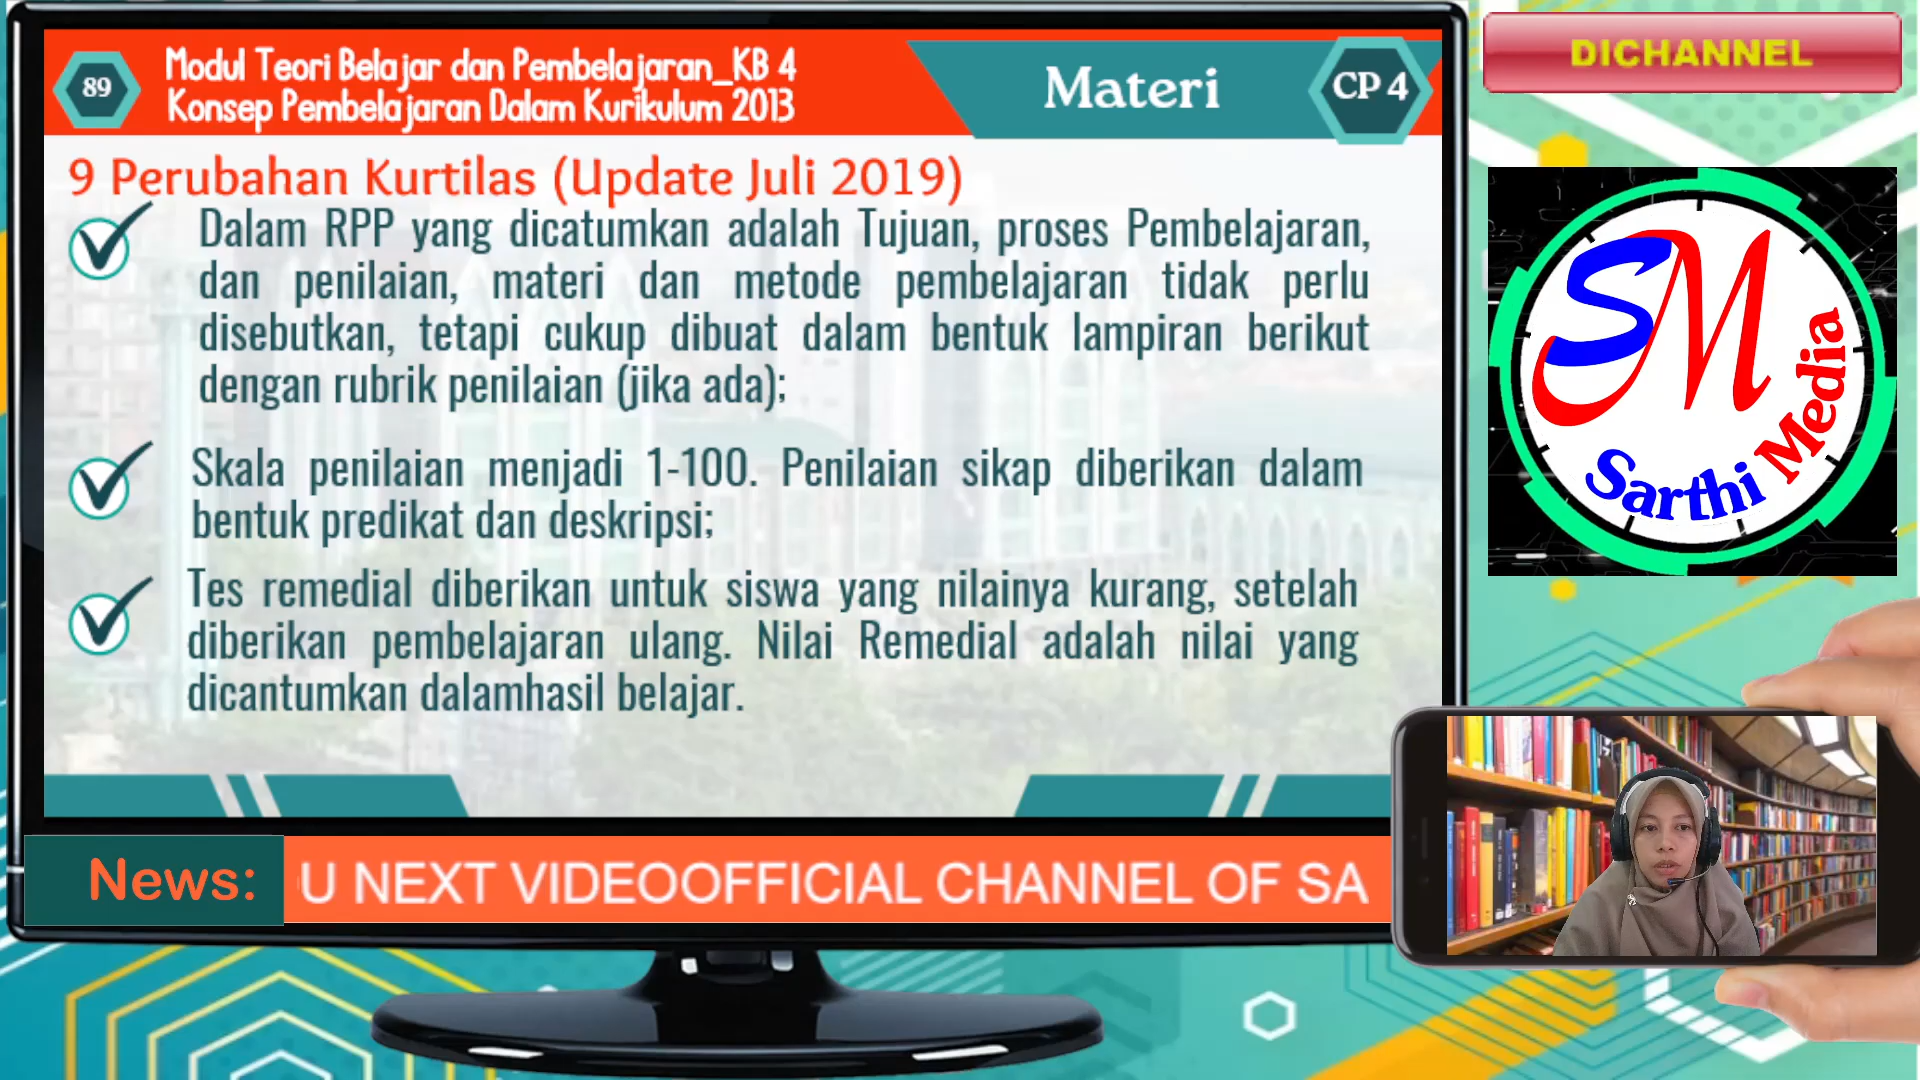 89
Modul Teori Belajar dan Pembelajaran_KB 4
Konsep Pembelajaran Dalam Kurikulum 2013
Materi
CP 4
9 Perubahan Kurtilas (Update Juli 2019)
Dalam RPP yang dicatumkan adalah Tujuan, proses Pembelajaran,
dan penilaian, materi dan metode pembelajaran tidak perlu
disebutkan, tetapi cukup dibuat dalam bentuk lampiran berikut
dengan rubrik penilaian (jika ada);
Skala penilaian menjadi 1-100. Penilaian sikap diberikan dalam
bentuk predikat dan deskripsi;
Tes remedial diberikan untuk siswa yang nilainya kurang, setelah
diberikan pembelajaran ulang. Nilai Remedial adalah nilai yang
dicantumkan dalamhasil belajar.
News:
U NEXT VIDEOOFFICIAL CHANNEL OF SA
DICHANNEL
SM
Sarthi Media